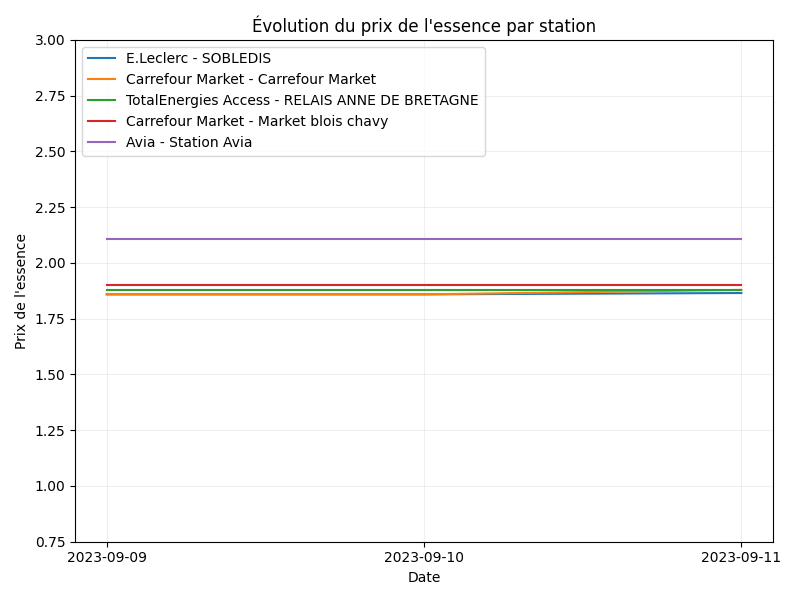 Évolution du prix de l'essence par station
3.00
2.75
2.50
2.25
2.00
1.75
1.50
1.25
1.00
0.75
Prix de l'essence
E.Leclerc - SOBLEDIS
Carrefour Market - Carrefour Market
TotalEnergies Access - RELAIS ANNE DE BRETAGNE
Carrefour Market - Market blois chavy
Avia - Station Avia
2023-09-09
2023-09-10
2023-09-11
Date